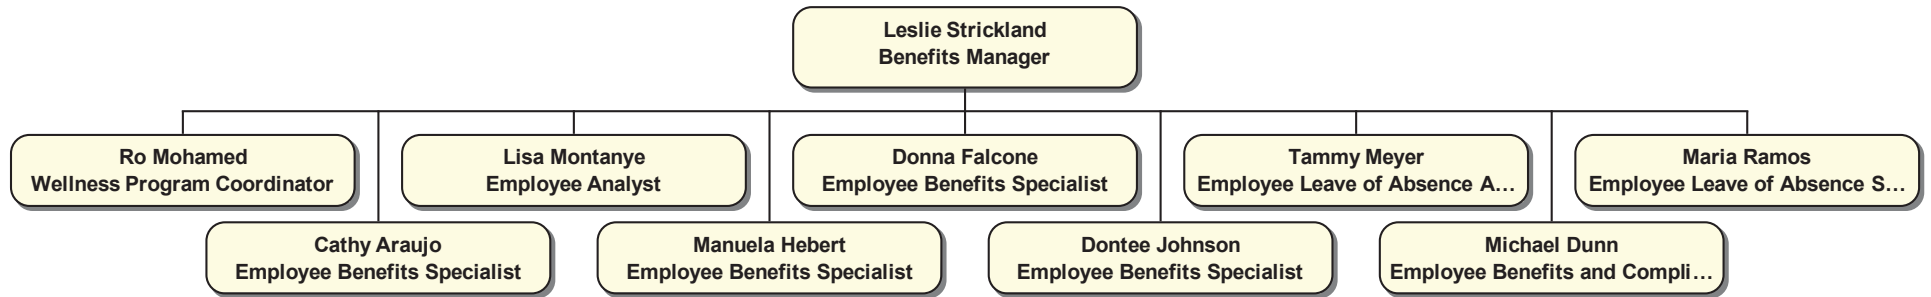 Leslie Strickland
Benefits Manager
Ro Mohamed
Wellness Program Coordinator
Lisa Montanye
Employee Analyst
Donna Falcone
Employee Benefits Specialist
Tammy Meyer
Employee Leave of Absence A…
Maria Ramos
Employee Leave of Absence S…
Cathy Araujo
Employee Benefits Specialist
Manuela Hebert
Employee Benefits Specialist
Dontee Johnson
Employee Benefits Specialist
Michael Dunn
Employee Benefits and Compli…